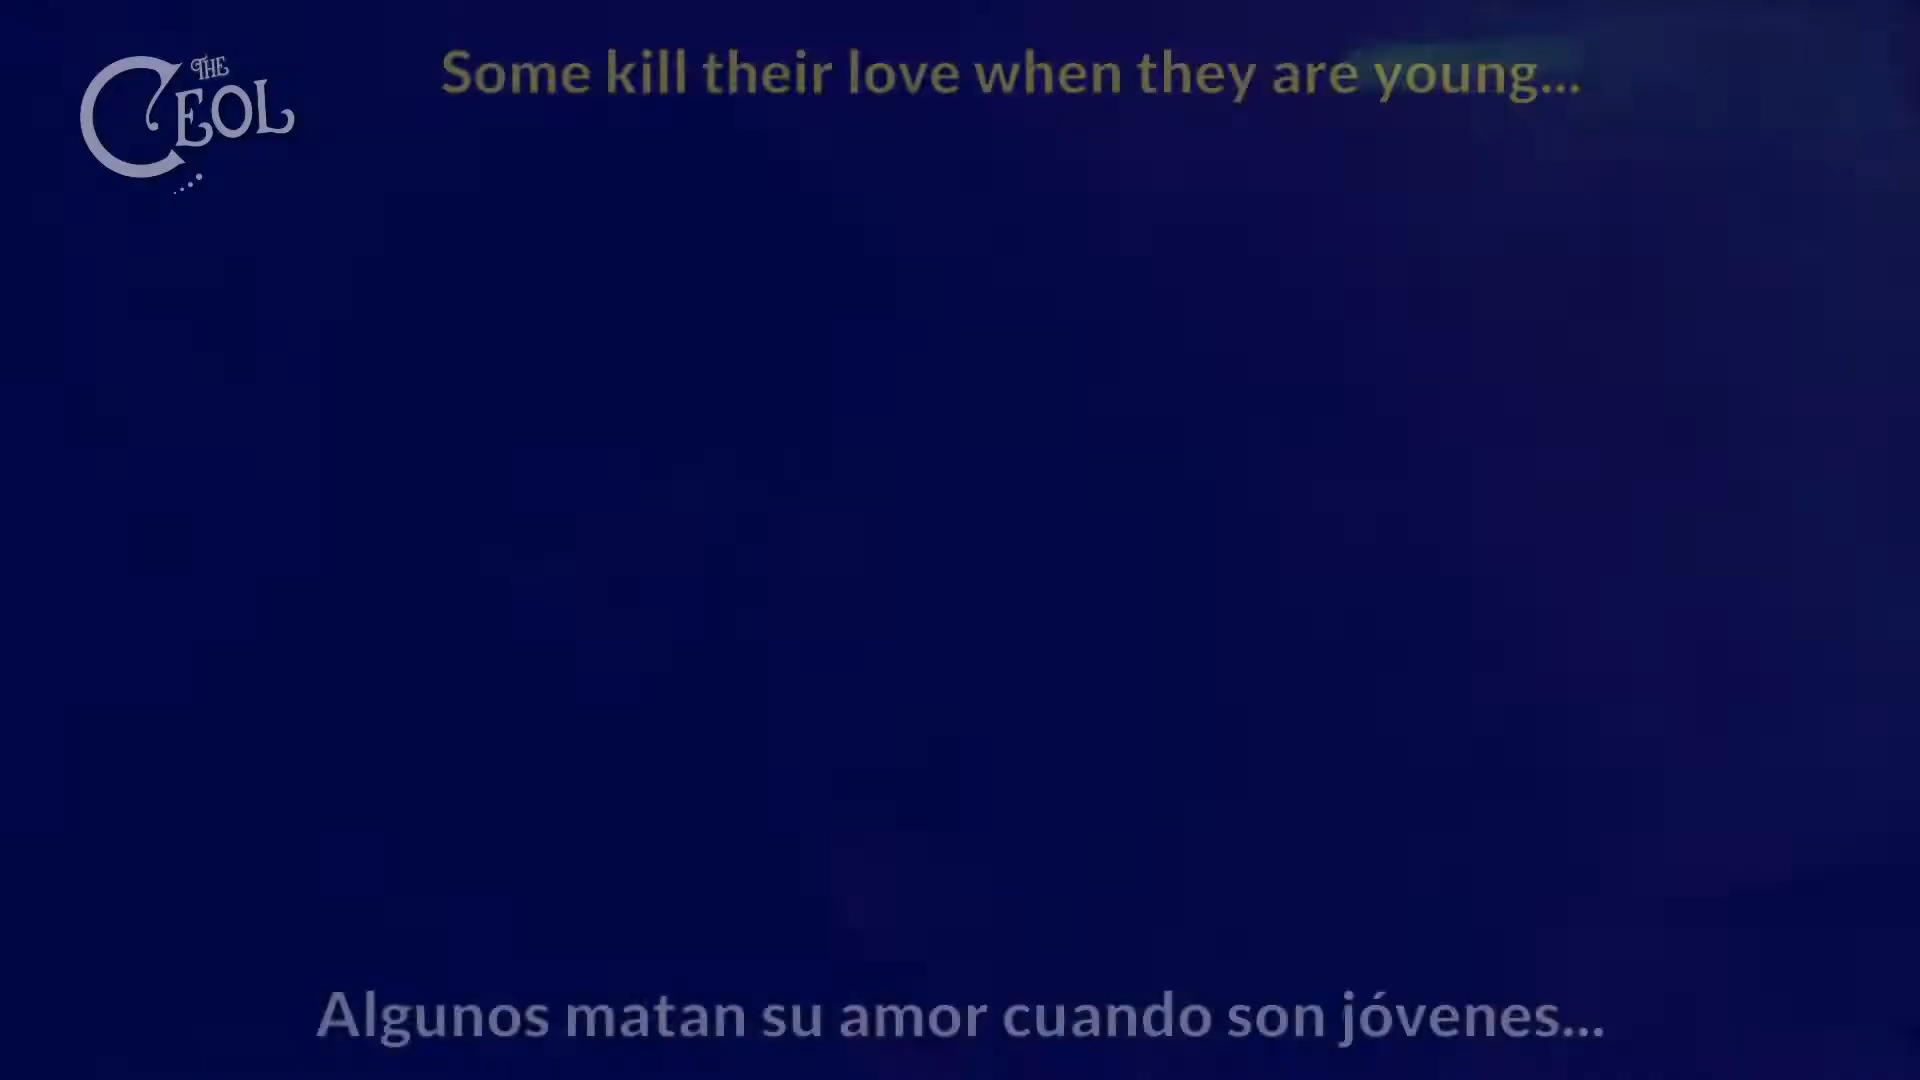 THE
CEOL
Some kill their love when they are young...
Algunos matan su amor cuando son jóvenes...